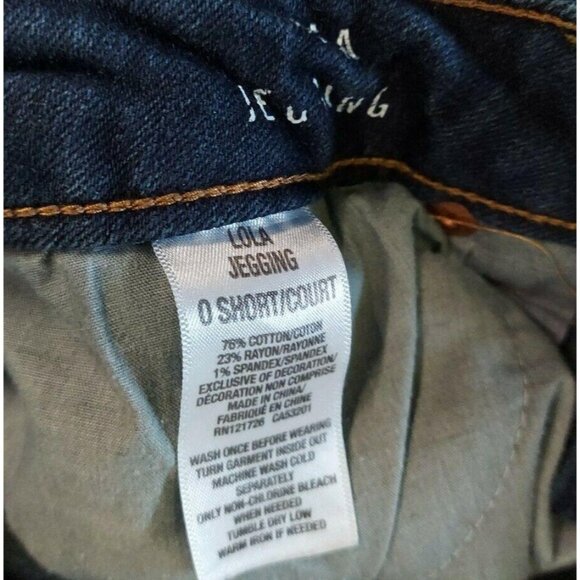 LOLA
JEGGING
0 SHORT/COURT
76% COTTON/COTON
23% RAYON/RAYONNE
1% SPANDEX/SPANDEX
EXCLUSIVE OF DECORATION/
DÉCORATION NON COMPRISE
MADE IN CHINA/
FABRIQUÉ EN CHINE
RN121726 CA53201
WASH ONCE BEFORE WEARING
TURN GARMENT INSIDE OUT
MACHINE WASH COLD
SEPARATELY
ONLY NON-CHLORINE BLEACH
WHEN NEEDED
TUMBLE DRY LOW
WARM IRON IF NEEDED